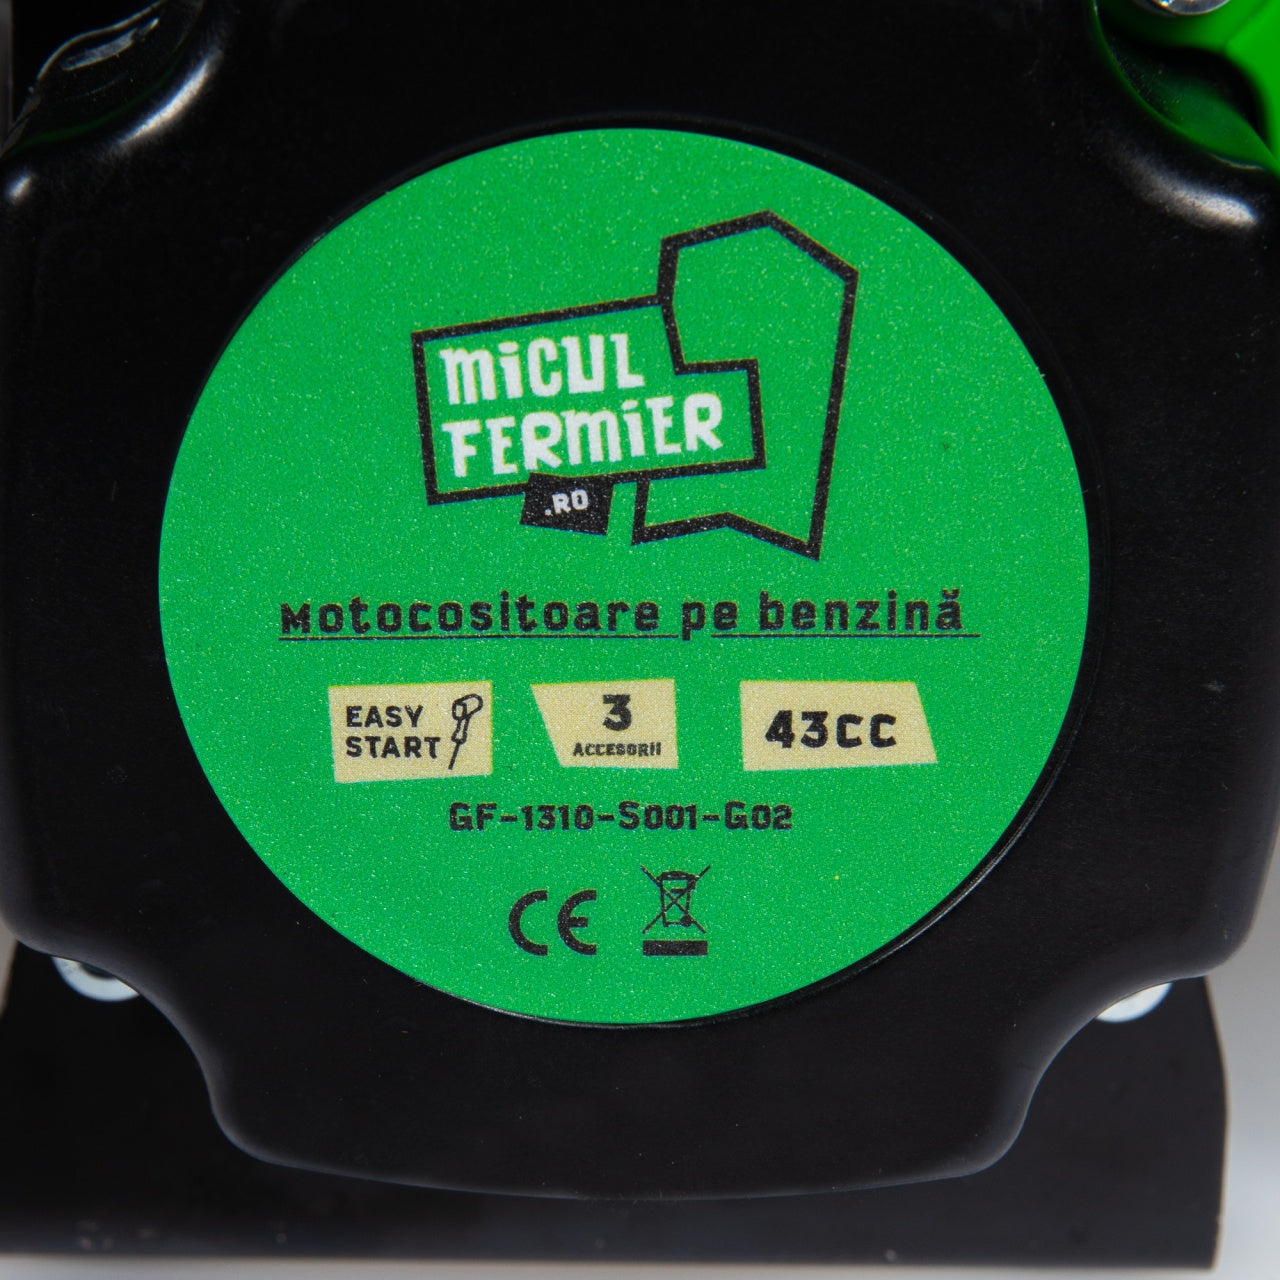 MiCUL
FERMiER
.RO
Motocositoare pe benzină
EASY
START
3
ACCESORII
43CC
GF-1310-S001-G02
CE